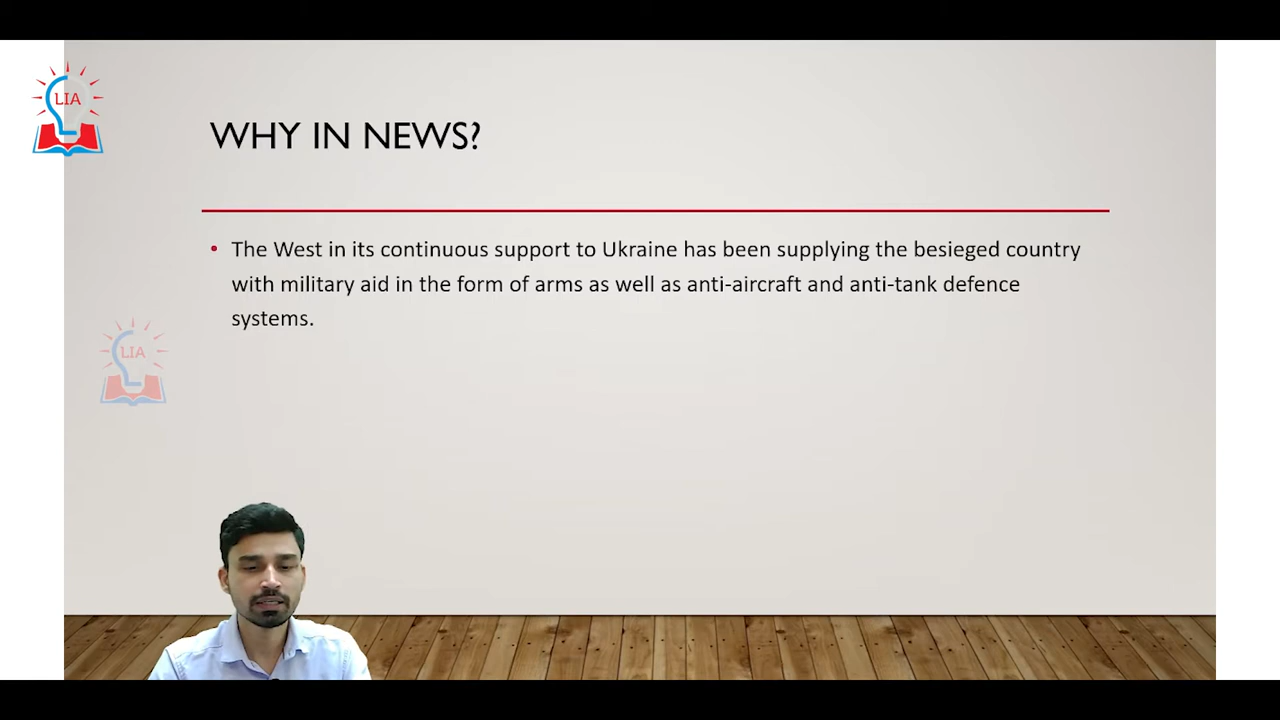 LIA
WHY IN NEWS?
• The West in its continuous support to Ukraine has been supplying the besieged country
with military aid in the form of arms as well as anti-aircraft and anti-tank defence
systems.
LIA